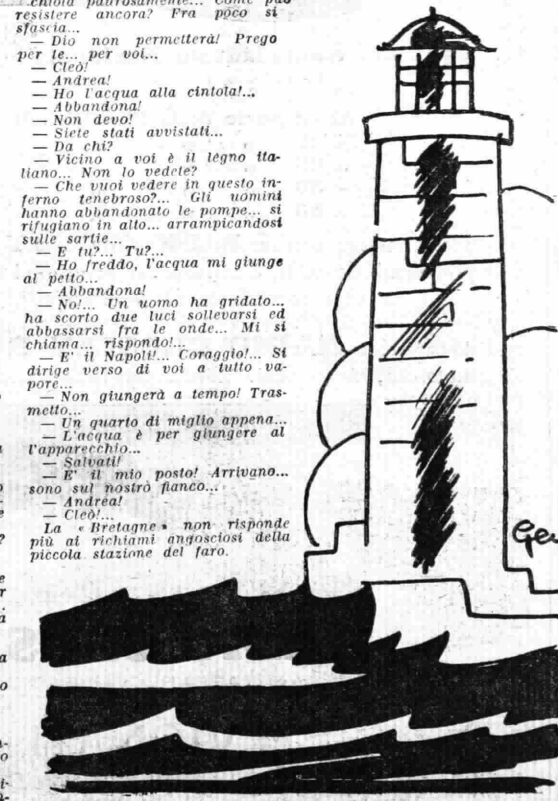 paurosamente... Come può
resistere ancora? Fra poco si
sfascia...
— Dio non permetterà! Prego
per te... per voi...
— Cleò!
— Andrea!
— Ho l'acqua alla cintola!...
— Abbandona!
— Non devo!
— Siete stati avvistati...
— Da chi?
— Vicino a voi è il legno ita-
liano... Non lo vedete?
— Che vuoi vedere in questo in-
ferno tenebroso?... Gli uomini
hanno abbandonato le pompe... si
rifugiano in alto... arrampicandosi
sulle sartie...
— E tu?... Tu?...
— Ho freddo, l'acqua mi giunge
al petto...
— Abbandona!
— No!... Un uomo ha gridato...
ha scorto due luci sollevarsi ed
abbassarsi fra le onde... Mi si
chiama... rispondo!...
— E' il Napoli!... Coraggio!... Si
dirige verso di voi a tutto va-
pore...
— Non giungerà a tempo! Tras-
metto...
— Un quarto di miglio appena...
— L'acqua è per giungere al
l'apparecchio...
— Salvati!
— E' il mio posto! Arrivano...
sono sul nostro fianco...
— Andrea!
— Cleò!...
La « Bretagne » non risponde
più ai richiami angosciosi della
piccola stazione del faro.